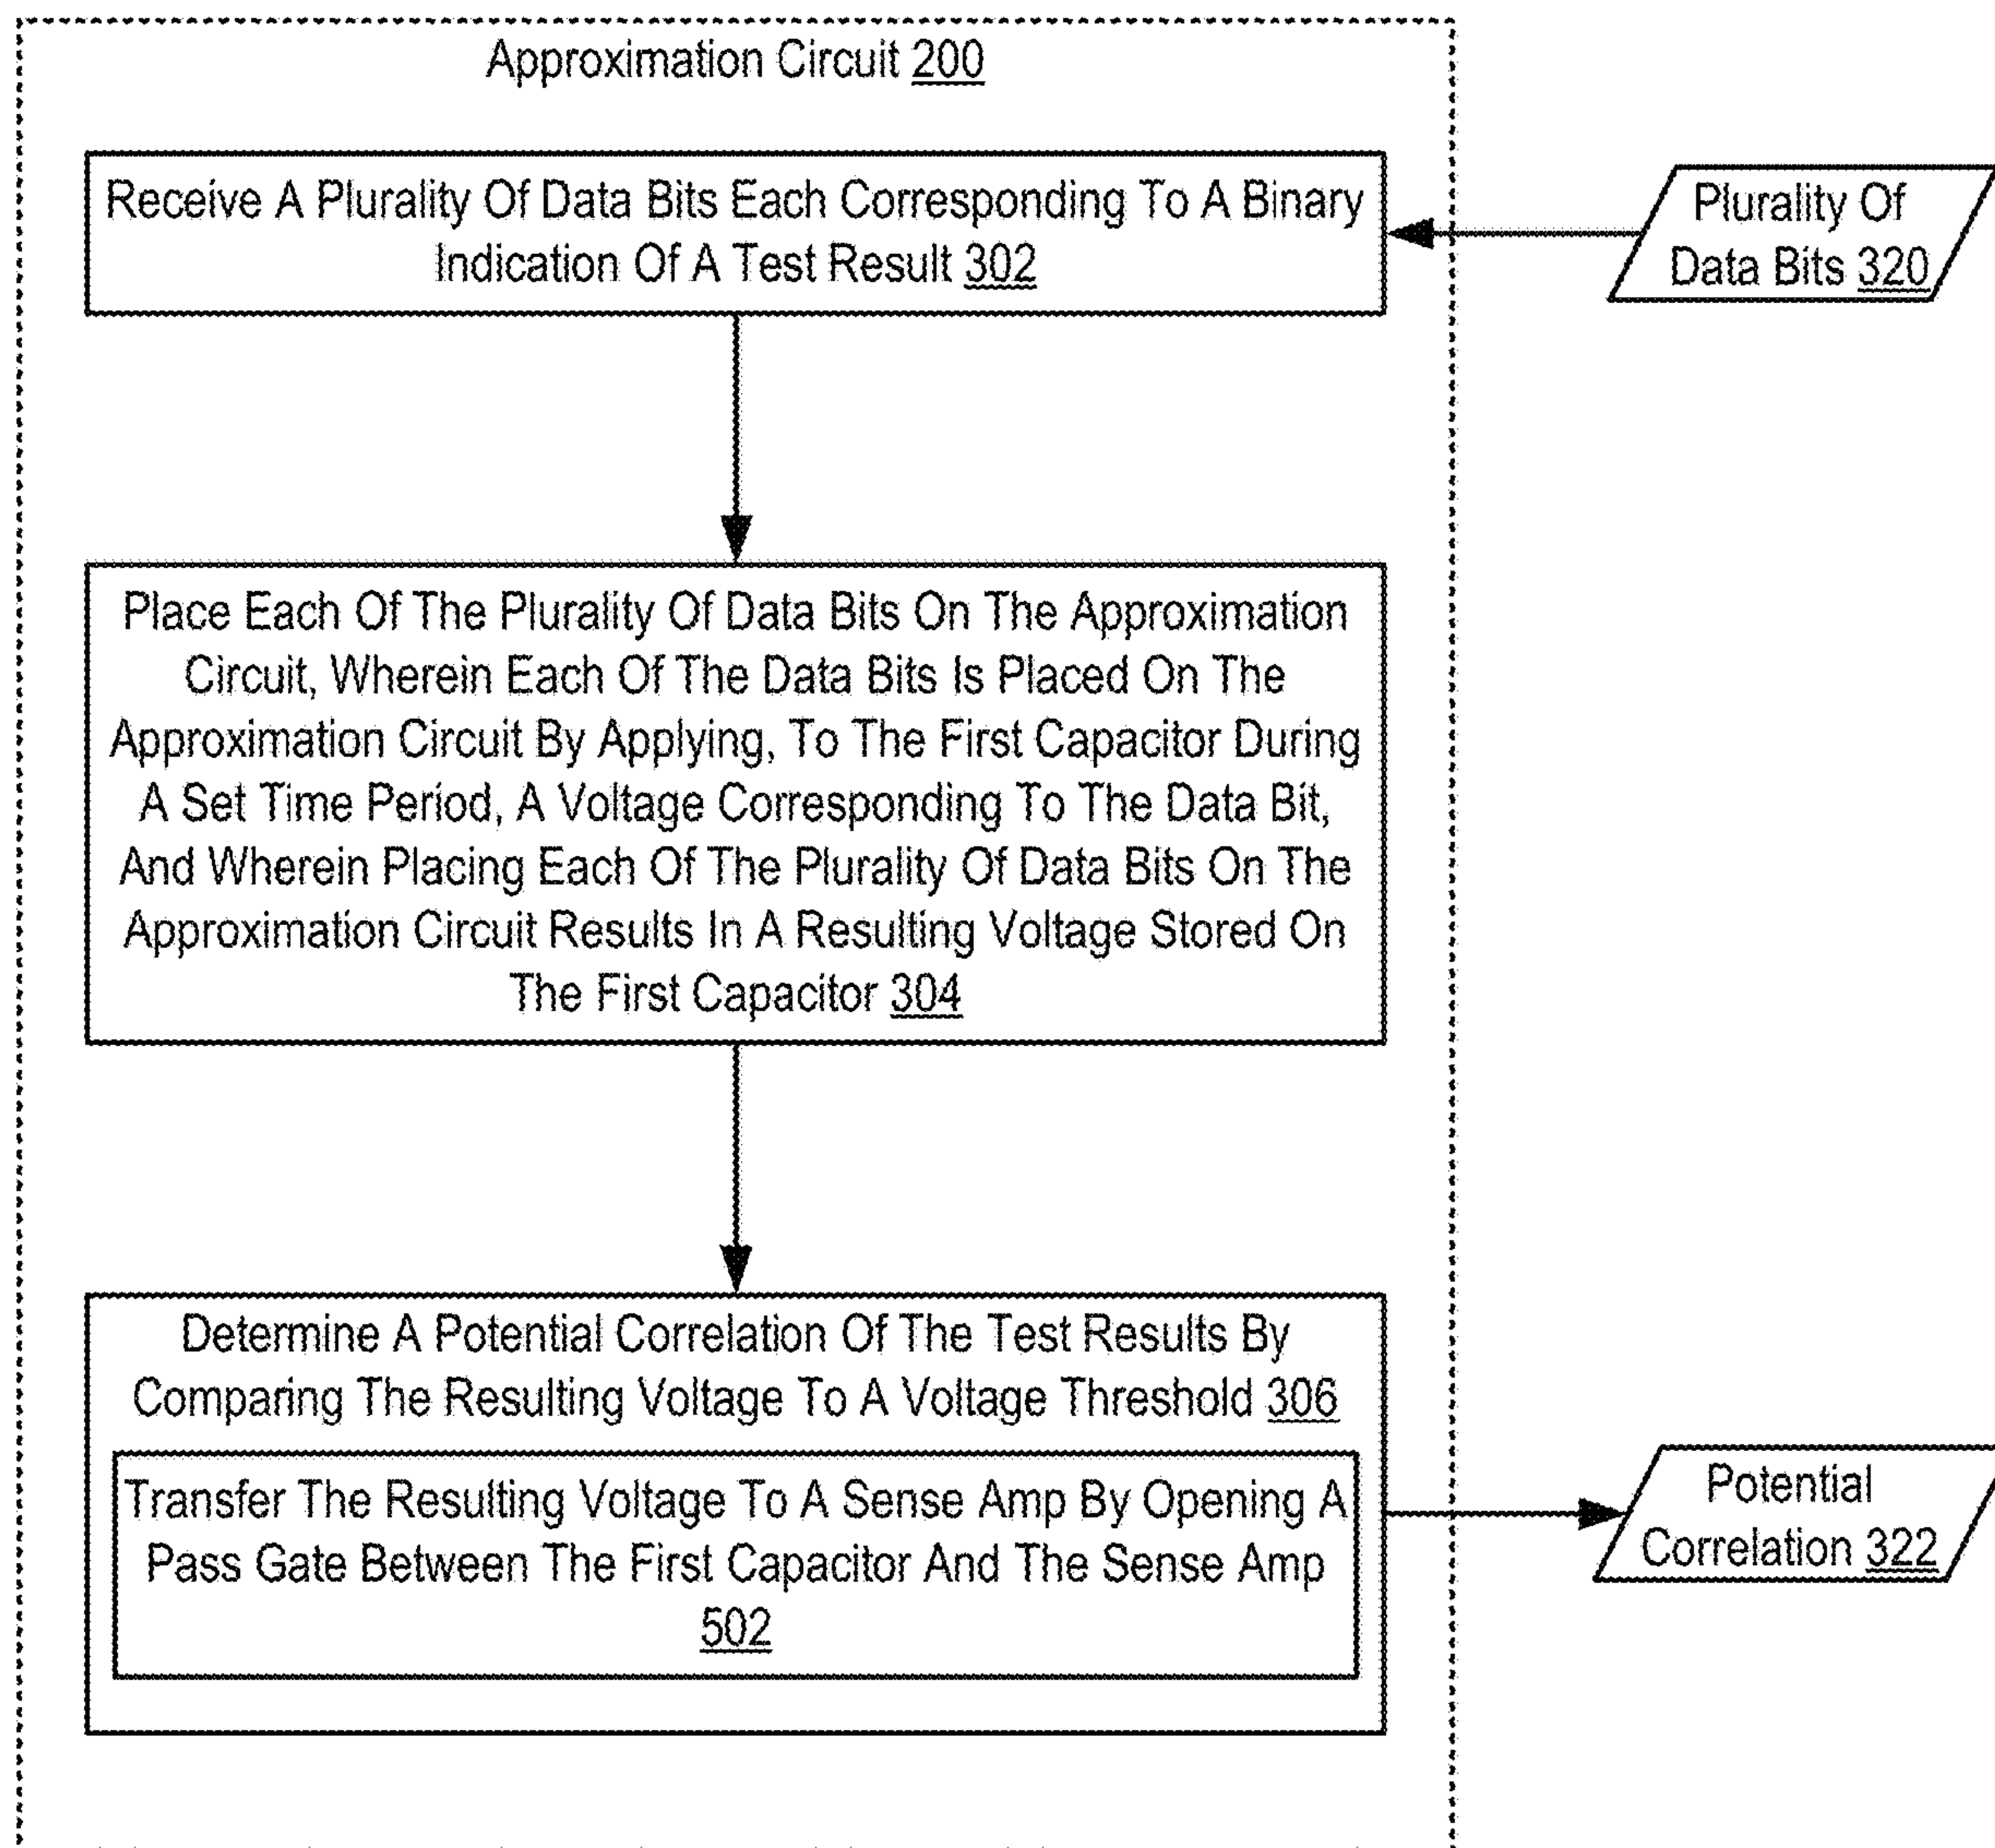 Approximation Circuit 200
Receive A Plurality Of Data Bits Each Corresponding To A Binary
Indication Of A Test Result 302
Plurality Of
Data Bits 320
Place Each Of The Plurality Of Data Bits On The Approximation
Circuit, Wherein Each Of The Data Bits Is Placed On The
Approximation Circuit By Applying, To The First Capacitor During
A Set Time Period, A Voltage Corresponding To The Data Bit,
And Wherein Placing Each Of The Plurality Of Data Bits On The
Approximation Circuit Results In A Resulting Voltage Stored On
The First Capacitor 304
Determine A Potential Correlation Of The Test Results By
Comparing The Resulting Voltage To A Voltage Threshold 306
Transfer The Resulting Voltage To A Sense Amp By Opening A
Pass Gate Between The First Capacitor And The Sense Amp
502
Potential
Correlation 322